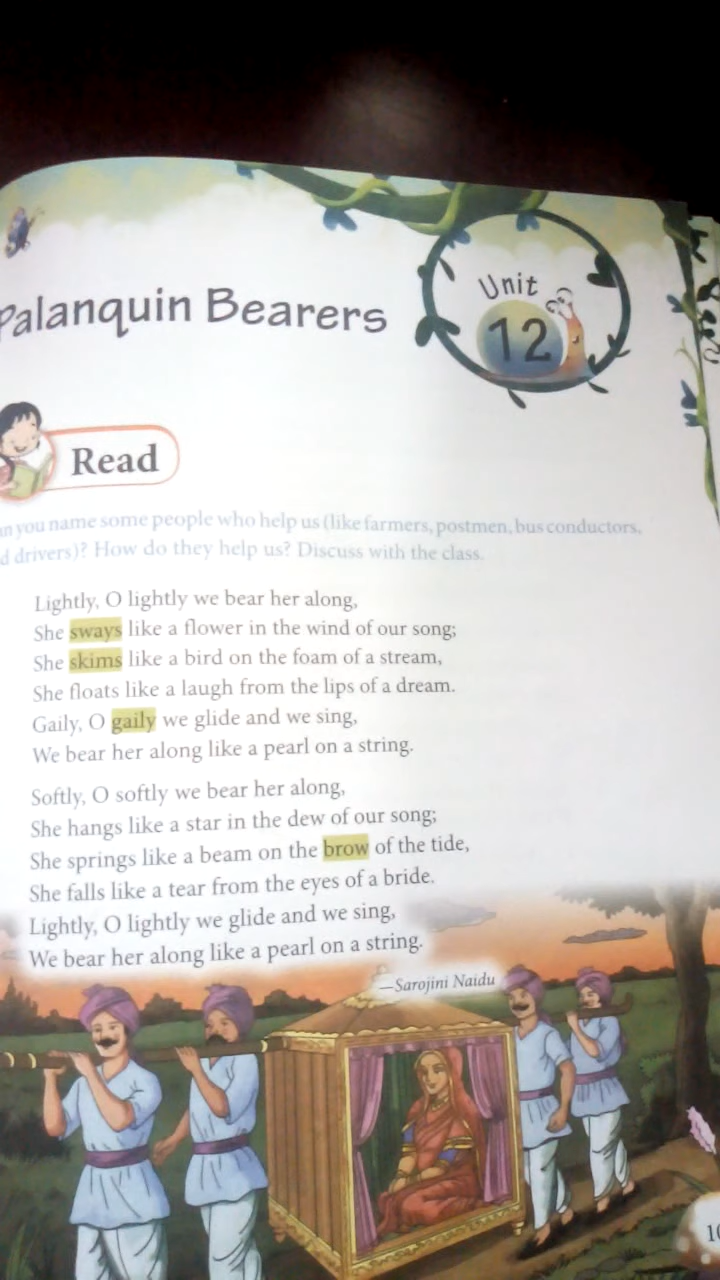 Palanquin Bearers
Unit
12
Read
you name some people who help us (like farmers, postmen, bus conductors,
drivers)? How do they help us? Discuss with the class.
Lightly, O lightly we bear her along,
She sways like a flower in the wind of our song;
She skims like a bird on the foam of a stream,
She floats like a laugh from the lips of a dream.
Gaily, O gaily we glide and we sing,
We bear her along like a pearl on a string.
Softly, O softly we bear her along,
She hangs like a star in the dew of our song;
She springs like a beam on the brow of the tide,
She falls like a tear from the eyes of a bride.
Lightly, O lightly we glide and we sing,
We bear her along like a pearl on a string.
—Sarojini Naidu